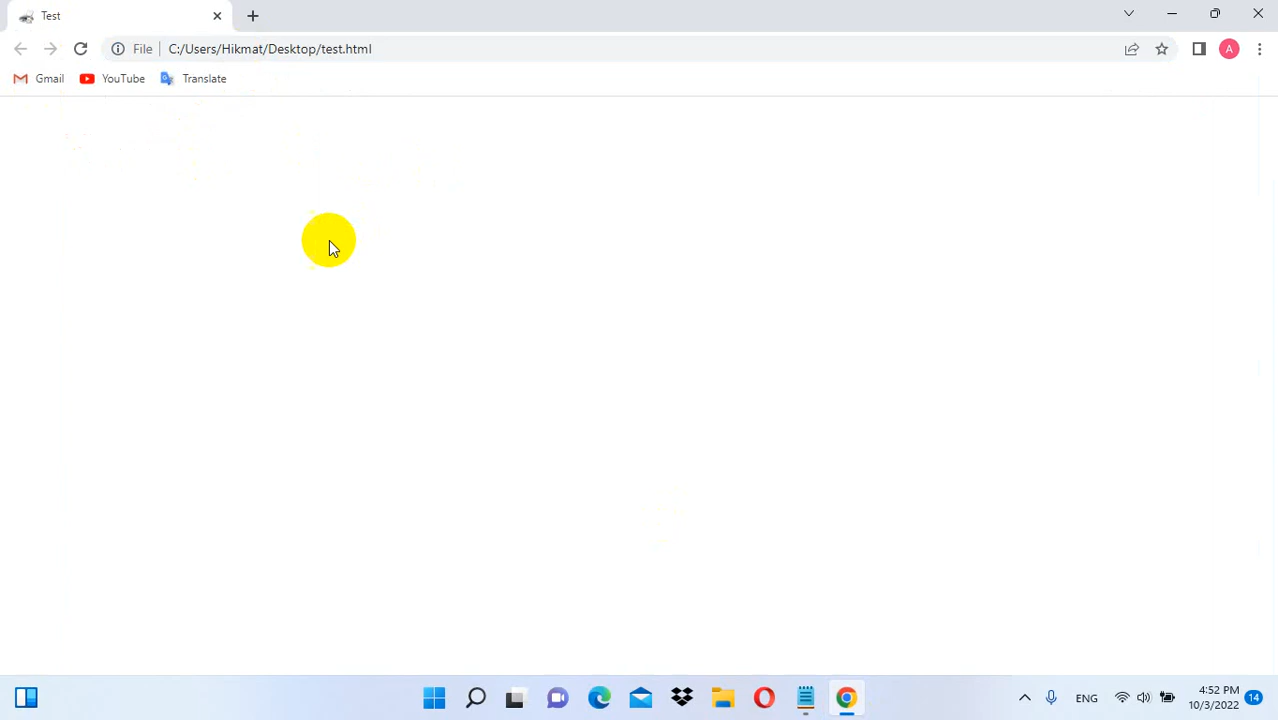 Test
File C:/Users/Hikmat/Desktop/test.html
A
Gmail YouTube Translate
ENG 4:52 PM 14
10/3/2022